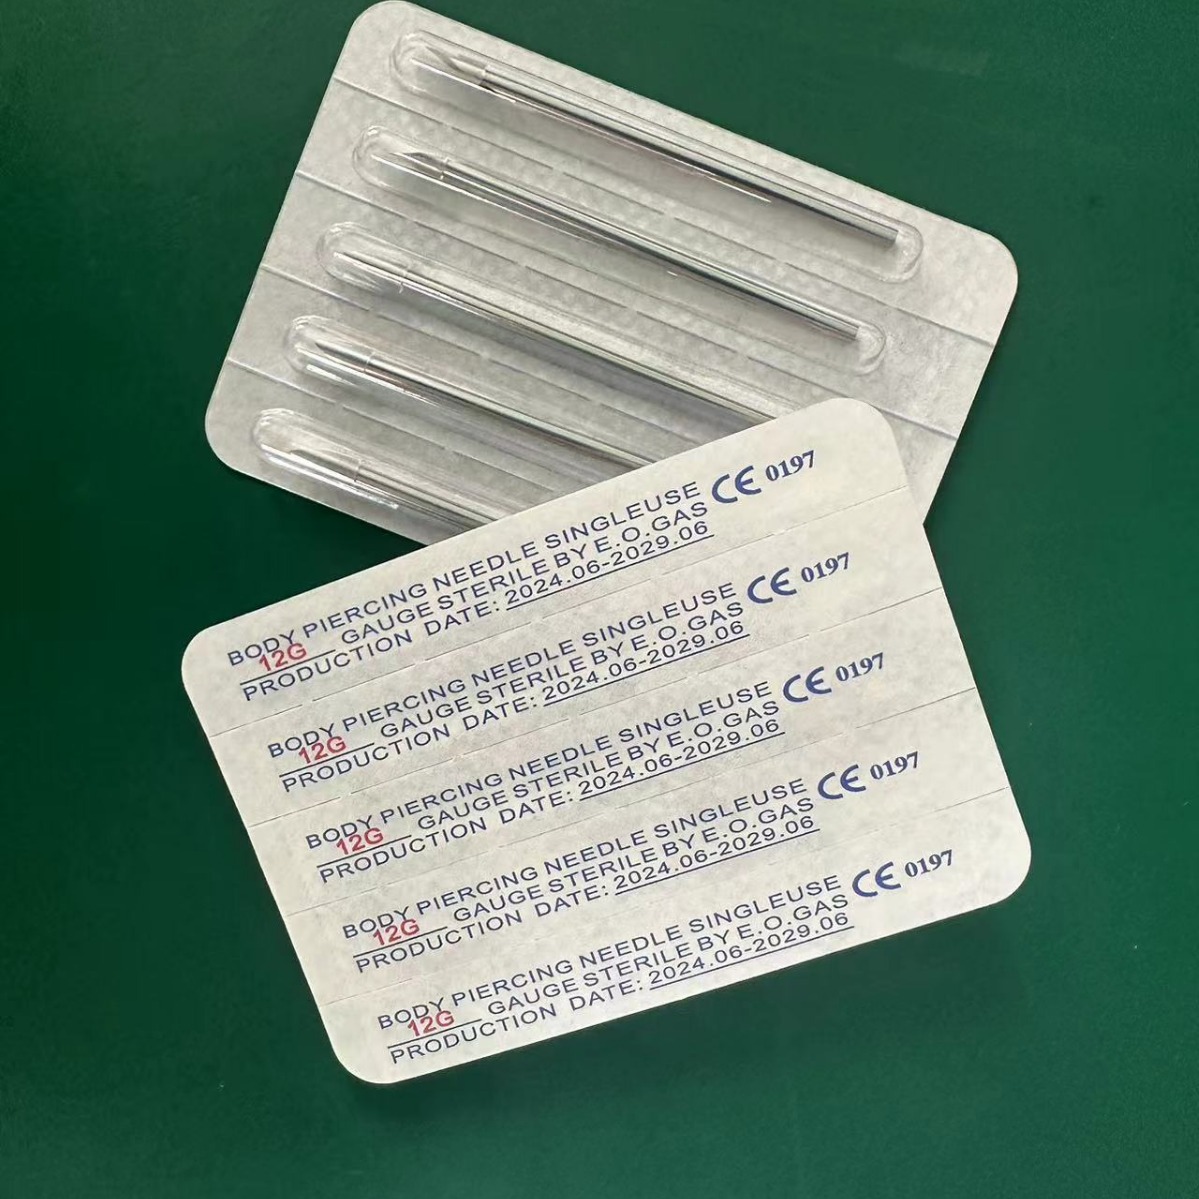 BODY PIERCING NEEDLE SINGLEUSE CE 0197
12G GAUGE STERILE BY E.O.GAS
PRODUCTION DATE: 2024.06-2029.06
BODY PIERCING NEEDLE SINGLEUSE CE 0197
12G GAUGE STERILE BY E.O.GAS
PRODUCTION DATE: 2024.06-2029.06
BODY PIERCING NEEDLE SINGLEUSE CE 0197
12G GAUGE STERILE BY E.O.GAS
PRODUCTION DATE: 2024.06-2029.06
BODY PIERCING NEEDLE SINGLEUSE CE 0197
12G GAUGE STERILE BY E.O.GAS
PRODUCTION DATE: 2024.06-2029.06
BODY PIERCING NEEDLE SINGLEUSE CE 0197
12G GAUGE STERILE BY E.O.GAS
PRODUCTION DATE: 2024.06-2029.06